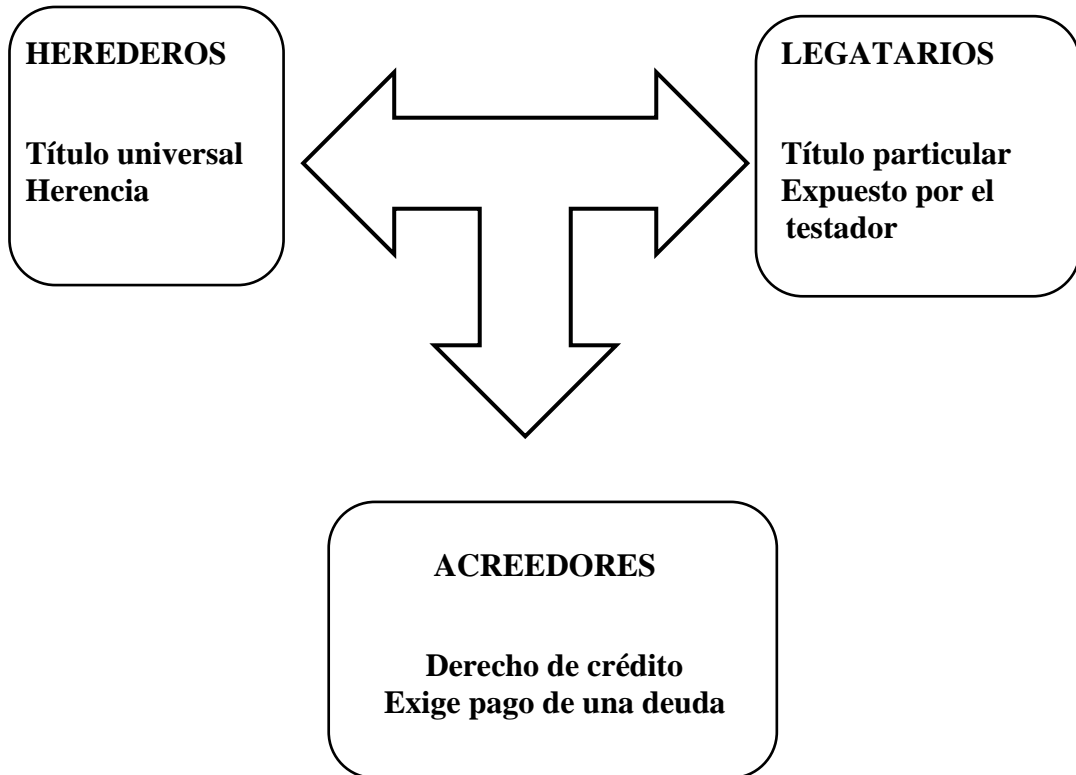 HEREDEROS
Título universal
Herencia
LEGATARIOS
Título particular
Expuesto por el
testador
ACREEDORES
Derecho de crédito
Exige pago de una deuda